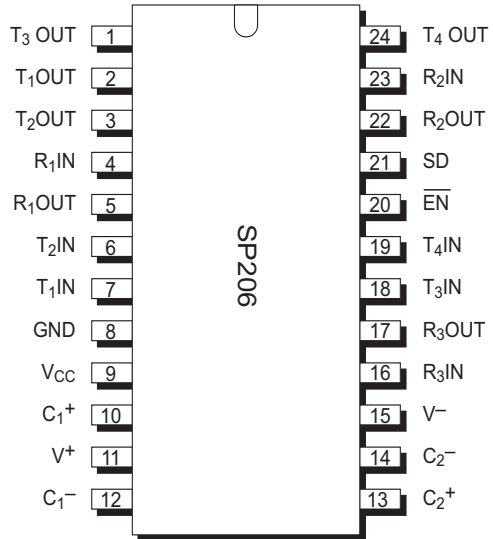 T3 OUT 1 24 T4 OUT
T1OUT 2 23 R2IN
T2OUT 3 22 R2OUT
R1IN 4 21 SD
R1OUT 5 20 E̅N̅
T2IN 6 19 T4IN
T1IN 7 18 T3IN
GND 8 17 R3OUT
VCC 9 16 R3IN
C1+ 10 15 V–
V+ 11 14 C2–
C1– 12 13 C2+
SP206